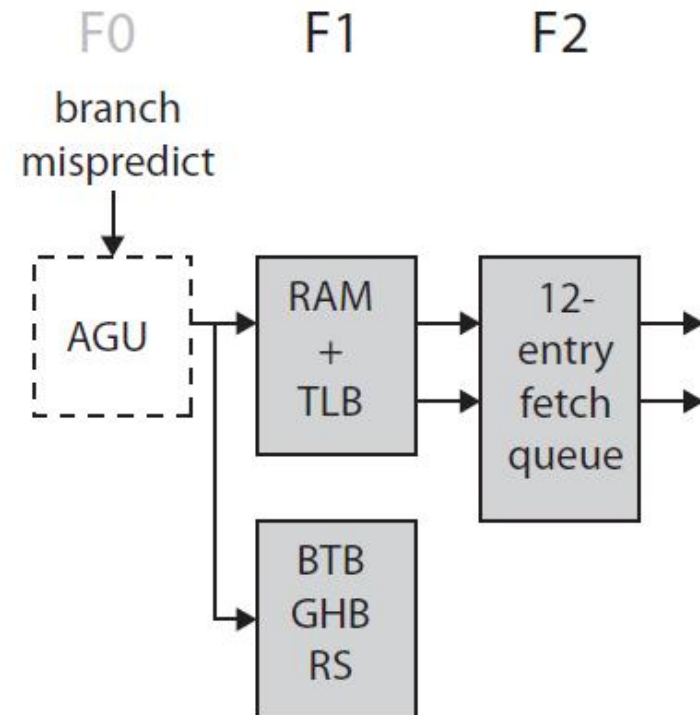 F0 F1 F2
branch
mispredict
AGU
RAM
+
TLB
12-
entry
fetch
queue
BTB
GHB
RS